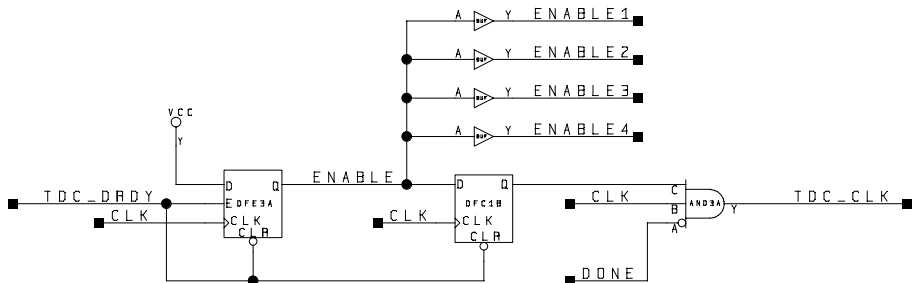 A Y ENABLE1
BUF
A Y ENABLE2
BUF
A Y ENABLE3
BUF
A Y ENABLE4
BUF
VCC
Y
TDC_DRDY
CLK
D Q
E DFE3A
CLK
CLR
ENABLE
CLK
D Q
DFC1B
CLK
CLR
CLK
DONE
C
B AND3A
A
Y
TDC_CLK